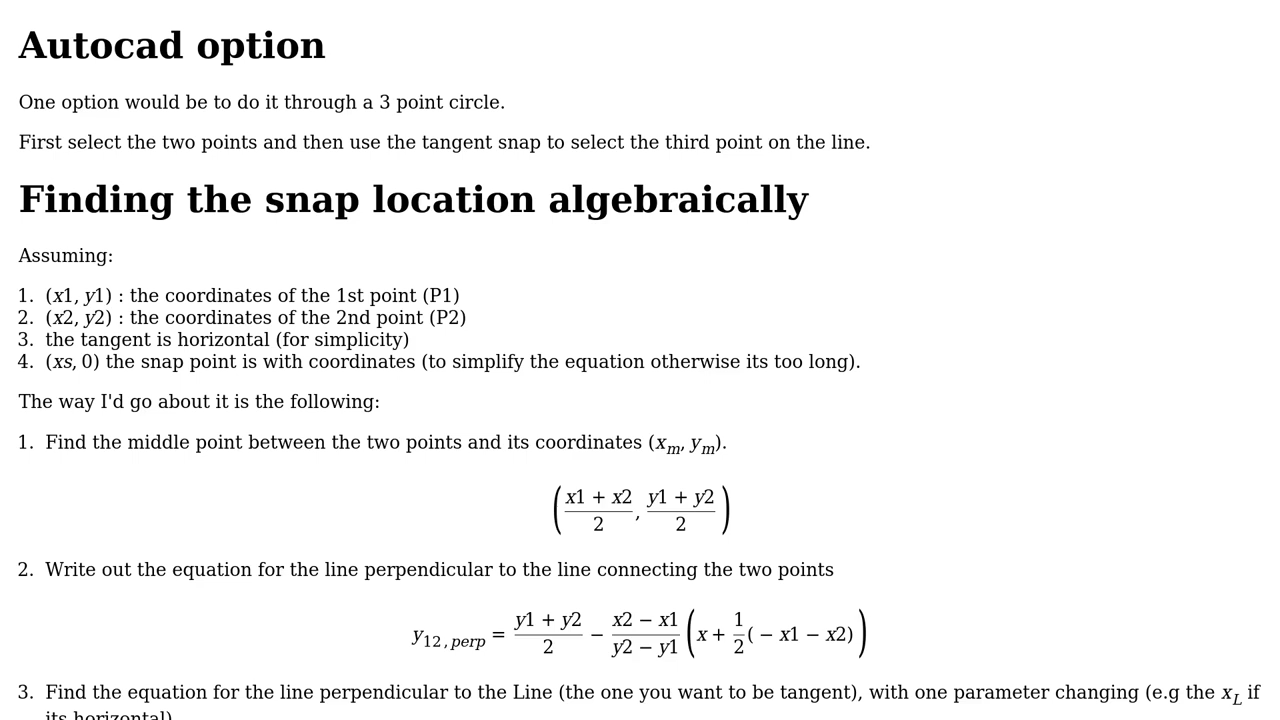 Autocad option
One option would be to do it through a 3 point circle.
First select the two points and then use the tangent snap to select the third point on the line.
Finding the snap location algebraically
Assuming:
1. (x1, y1) : the coordinates of the 1st point (P1)
2. (x2, y2) : the coordinates of the 2nd point (P2)
3. the tangent is horizontal (for simplicity)
4. (xs, 0) the snap point is with coordinates (to simplify the equation otherwise its too long).
The way I'd go about it is the following:
1. Find the middle point between the two points and its coordinates (x_m, y_m).
( (x1 + x2)/2 , (y1 + y2)/2 )
2. Write out the equation for the line perpendicular to the line connecting the two points
y_{12,perp} = (y1 + y2)/2 − (x2 − x1)/(y2 − y1) ( x + 1/2 ( − x1 − x2) )
3. Find the equation for the line perpendicular to the Line (the one you want to be tangent), with one parameter changing (e.g the x_L if
its horizontal)